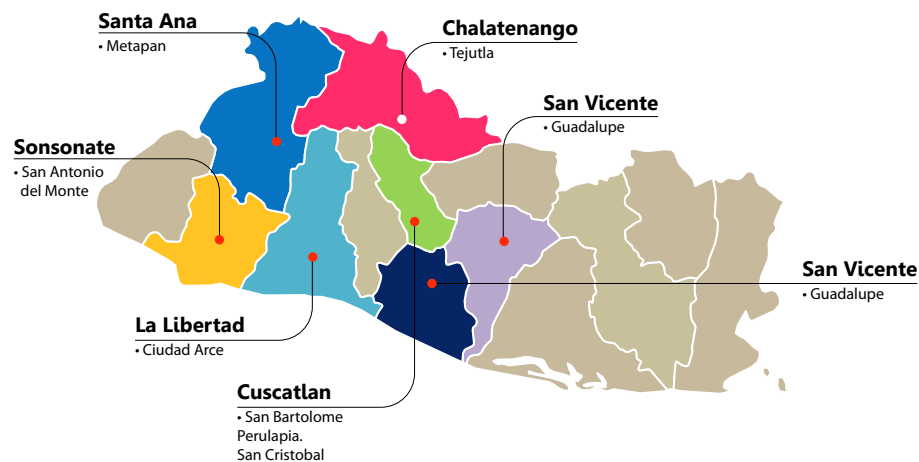 Santa Ana
• Metapan
Chalatenango
• Tejutla
San Vicente
• Guadalupe
Sonsonate
• San Antonio
del Monte
San Vicente
• Guadalupe
La Libertad
• Ciudad Arce
Cuscatlan
• San Bartolome
Perulapia.
San Cristobal